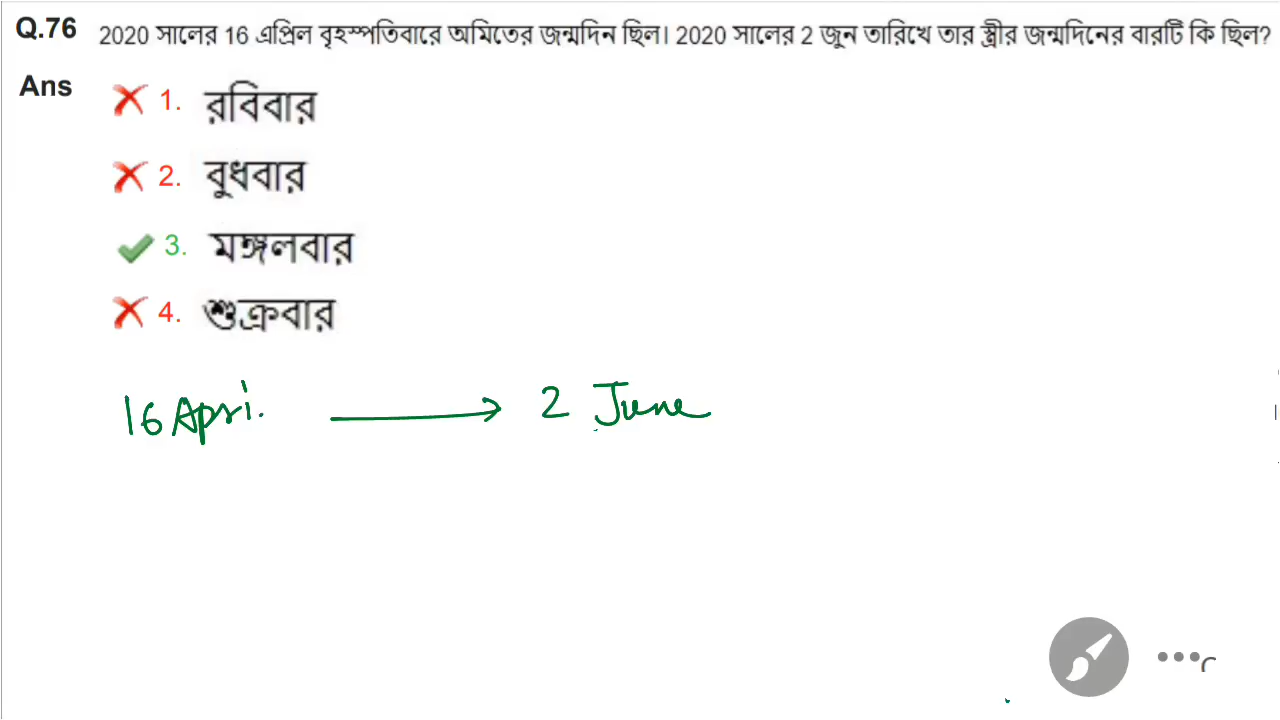 Q.76 2020 সালের 16 এপ্রিল বৃহস্পতিবারে অমিতের জন্মদিন ছিল। 2020 সালের 2 জুন তারিখে তার স্ত্রীর জন্মদিনের বারটি কি ছিল?
Ans
1. রবিবার
2. বুধবার
3. মঙ্গলবার
4. শুক্রবার
16 Apri. → 2 June